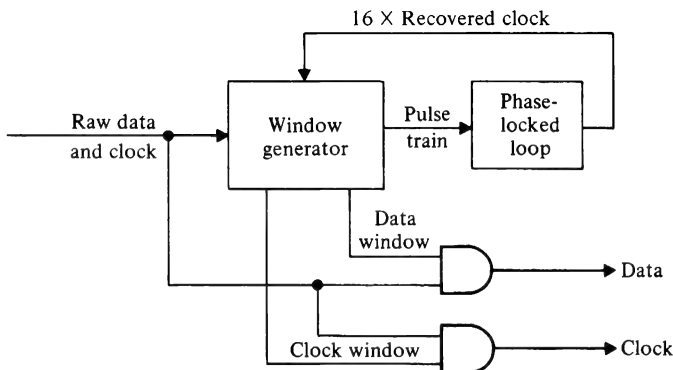 16 X Recovered clock
Raw data
and clock
Window
generator
Pulse
train
Phase-
locked
loop
Data
window
Data
Clock window
Clock